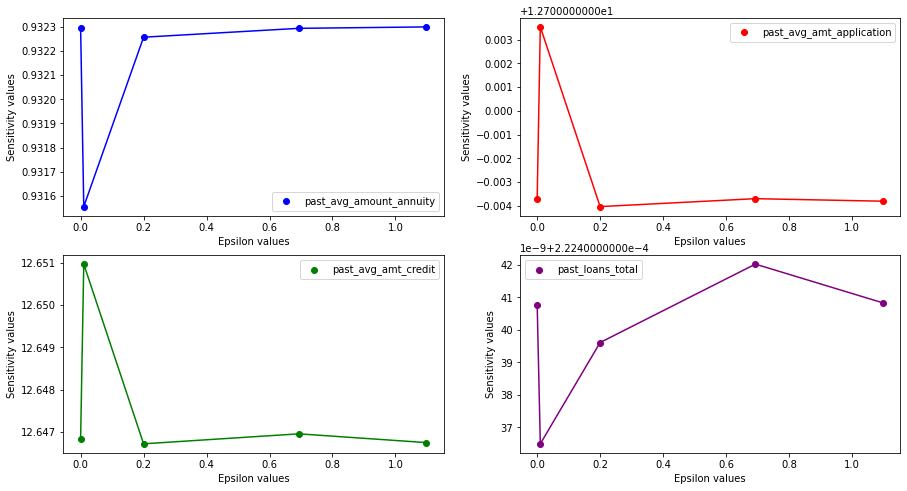 0.9323
0.9322
0.9321
0.9320
0.9319
0.9318
0.9317
0.9316
Sensitivity values
past_avg_amount_annuity
0.0 0.2 0.4 0.6 0.8 1.0
Epsilon values
+1.2700000000e1
0.003
0.002
0.001
0.000
−0.001
−0.002
−0.003
−0.004
Sensitivity values
past_avg_amt_application
0.0 0.2 0.4 0.6 0.8 1.0
Epsilon values
12.651
12.650
12.649
12.648
12.647
Sensitivity values
past_avg_amt_credit
0.0 0.2 0.4 0.6 0.8 1.0
Epsilon values
1e−9+2.2240000000e−4
42
41
40
39
38
37
Sensitivity values
past_loans_total
0.0 0.2 0.4 0.6 0.8 1.0
Epsilon values